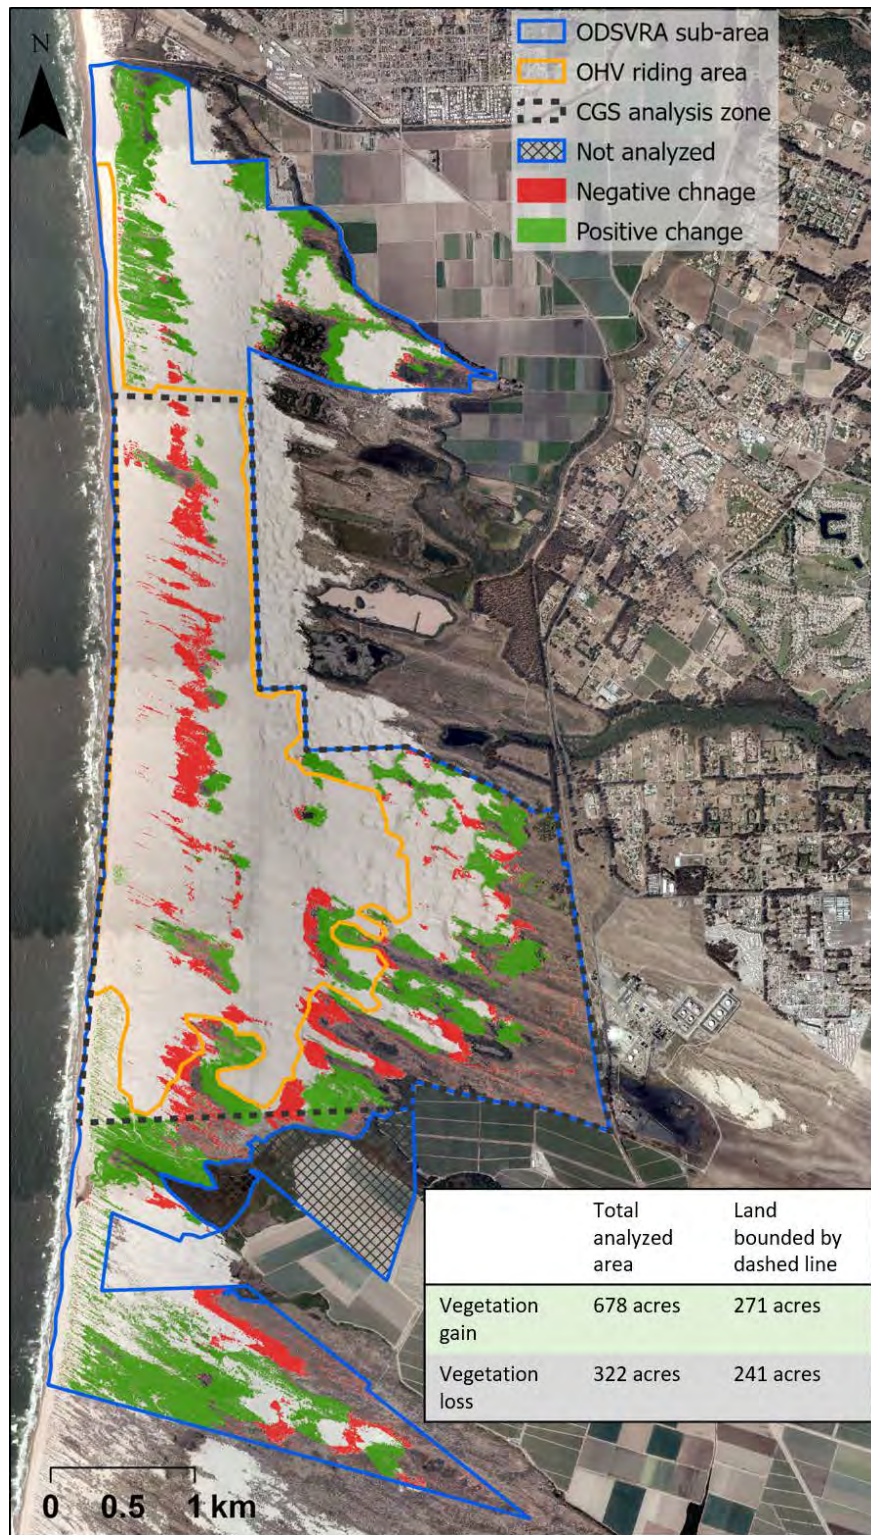 N
ODSVRA sub-area
OHV riding area
CGS analysis zone
Not analyzed
Negative chnage
Positive change
Total
analyzed
area
Land
bounded by
dashed line
Vegetation
gain
678 acres
271 acres
Vegetation
loss
322 acres
241 acres
0 0.5 1 km